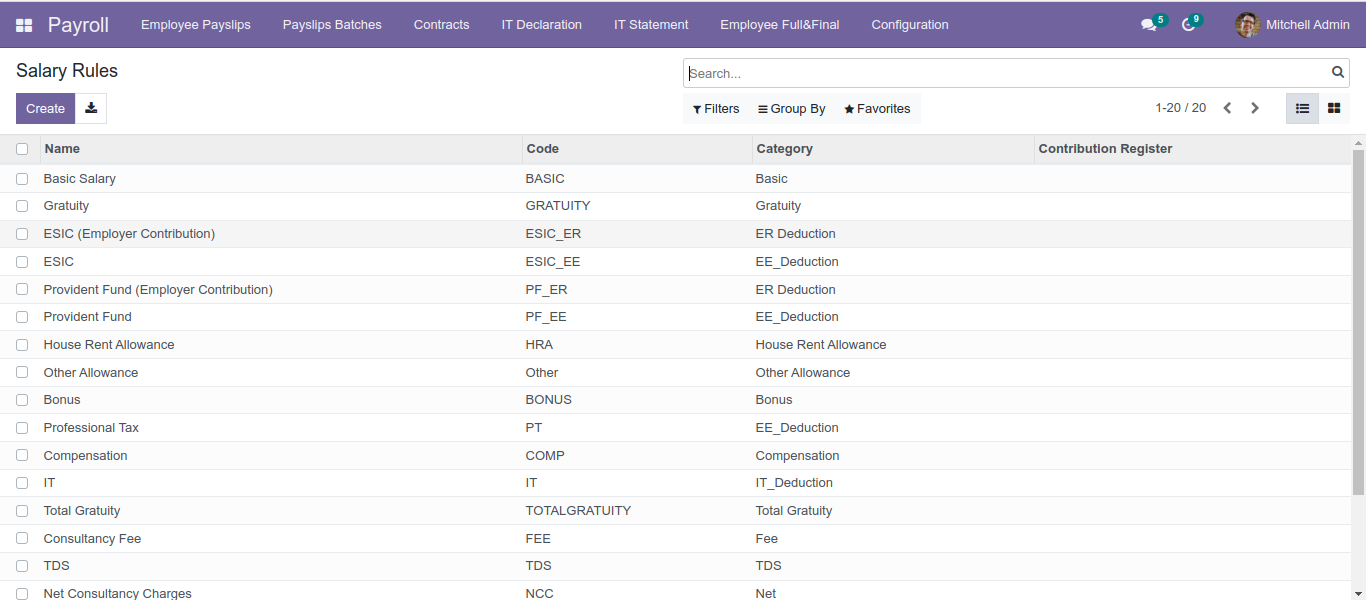 Payroll Employee Payslips Payslips Batches Contracts IT Declaration IT Statement Employee Full&Final Configuration 5 9 Mitchell Admin
Salary Rules Search...
Create Filters Group By Favorites 1-20 / 20
Name Code Category Contribution Register
Basic Salary BASIC Basic
Gratuity GRATUITY Gratuity
ESIC (Employer Contribution) ESIC_ER ER Deduction
ESIC ESIC_EE EE_Deduction
Provident Fund (Employer Contribution) PF_ER ER Deduction
Provident Fund PF_EE EE_Deduction
House Rent Allowance HRA House Rent Allowance
Other Allowance Other Other Allowance
Bonus BONUS Bonus
Professional Tax PT EE_Deduction
Compensation COMP Compensation
IT IT IT_Deduction
Total Gratuity TOTALGRATUITY Total Gratuity
Consultancy Fee FEE Fee
TDS TDS TDS
Net Consultancy Charges NCC Net